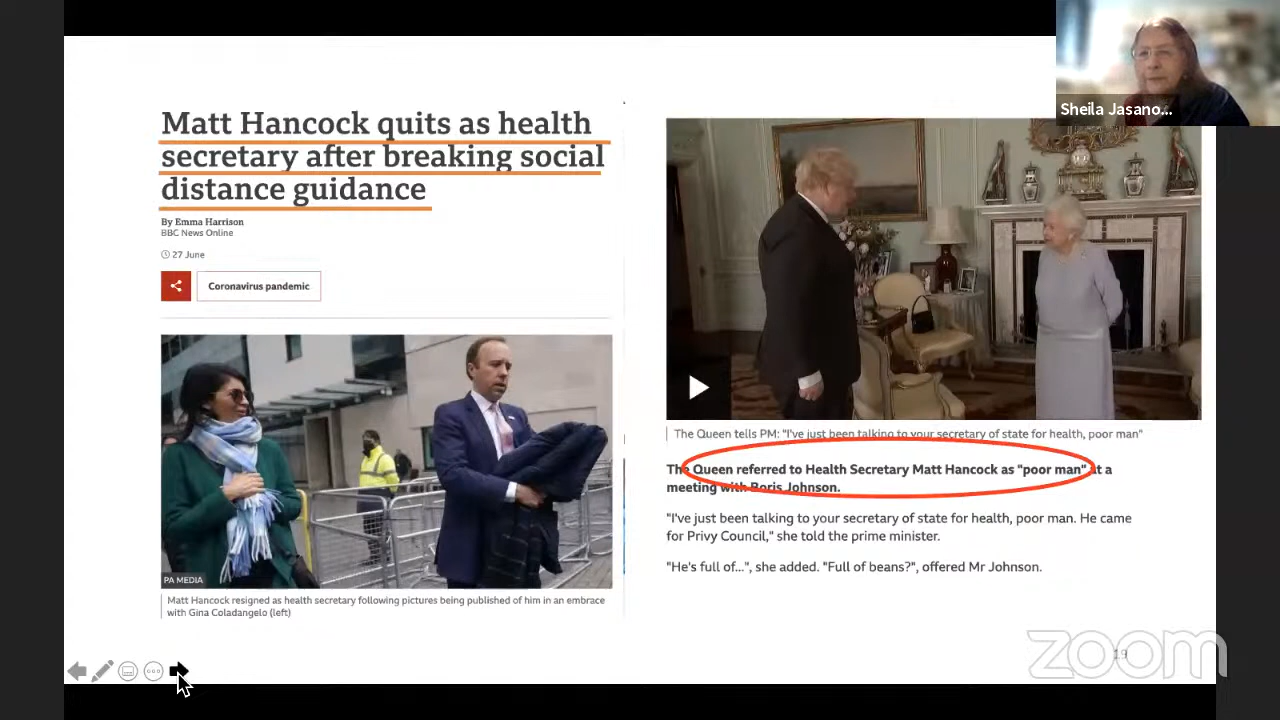 Sheila Jasano...
Matt Hancock quits as health
secretary after breaking social
distance guidance
By Emma Harrison
BBC News Online
27 June
Coronavirus pandemic
PA MEDIA
Matt Hancock resigned as health secretary following pictures being published of him in an embrace
with Gina Coladangelo (left)
The Queen tells PM: "I've just been talking to your secretary of state for health, poor man"
The Queen referred to Health Secretary Matt Hancock as "poor man" at a
meeting with Boris Johnson.
"I've just been talking to your secretary of state for health, poor man. He came
for Privy Council," she told the prime minister.
"He's full of...", she added. "Full of beans?", offered Mr Johnson.
19
zoom